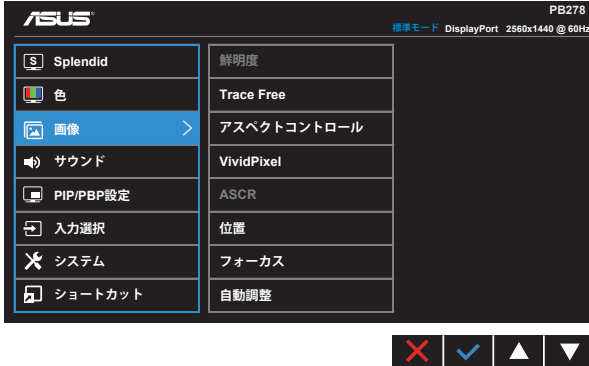 ASUS
PB278
標準モード DisplayPort 2560x1440 @ 60Hz
S Splendid
色
画像
サウンド
PIP/PBP設定
入力選択
システム
ショートカット
鮮明度
Trace Free
アスペクトコントロール
VividPixel
ASCR
位置
フォーカス
自動調整